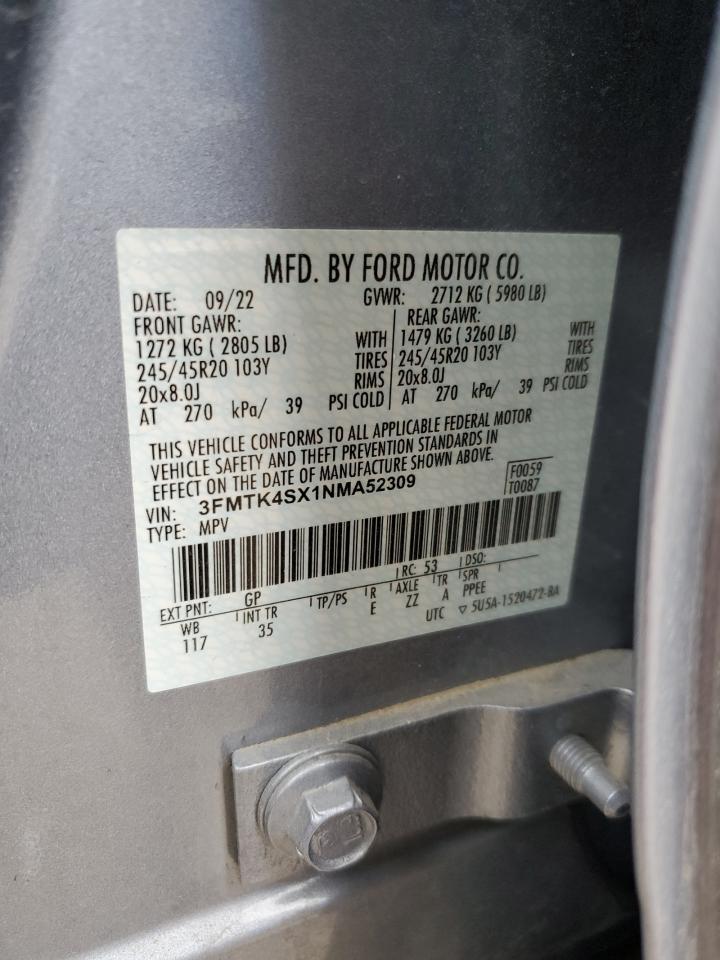 MFD. BY FORD MOTOR CO.
DATE: 09/22 GVWR: 2712 KG ( 5980 LB)
FRONT GAWR: REAR GAWR:
1272 KG ( 2805 LB) WITH 1479 KG ( 3260 LB) WITH
245/45R20 103Y TIRES 245/45R20 103Y TIRES
20x8.0J RIMS 20x8.0J RIMS
AT 270 kPa/ 39 PSI COLD AT 270 kPa/ 39 PSI COLD
THIS VEHICLE CONFORMS TO ALL APPLICABLE FEDERAL MOTOR
VEHICLE SAFETY AND THEFT PREVENTION STANDARDS IN
EFFECT ON THE DATE OF MANUFACTURE SHOWN ABOVE.
F0059
VIN: 3FMTK4SX1NMA52309 T0087
TYPE: MPV
RC: 53 DSO:
EXT PNT: GP
WB INT TR TP/PS R AXLE TR SPR
117 35 E ZZ A PPEE
UTC ▽ 5U5A-1520472-BA